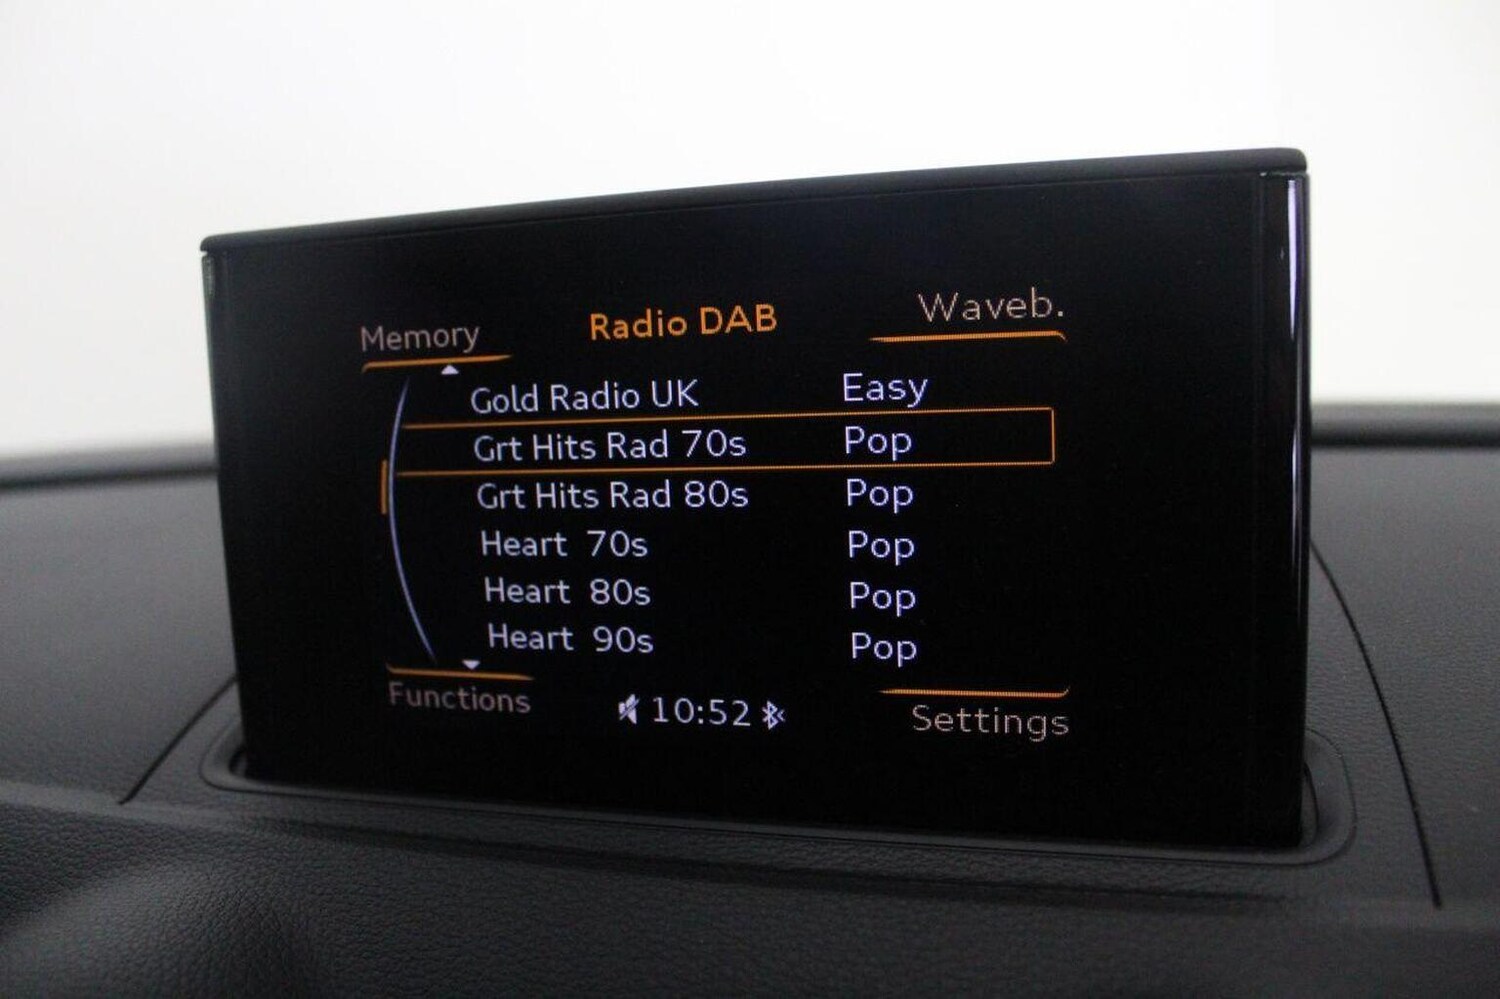 Memory Radio DAB Waveb.
Gold Radio UK Easy
Grt Hits Rad 70s Pop
Grt Hits Rad 80s Pop
Heart 70s Pop
Heart 80s Pop
Heart 90s Pop
Functions 10:52 Settings